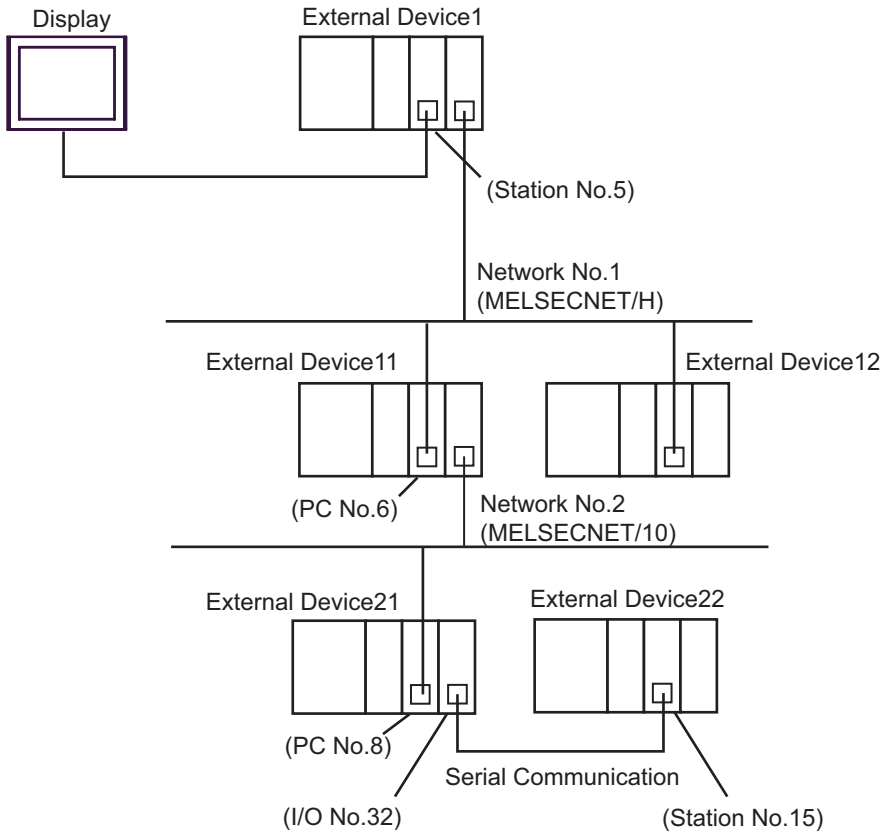 Display
External Device1
(Station No.5)
Network No.1
(MELSECNET/H)
External Device11
External Device12
(PC No.6)
Network No.2
(MELSECNET/10)
External Device21
External Device22
(PC No.8)
Serial Communication
(I/O No.32)
(Station No.15)